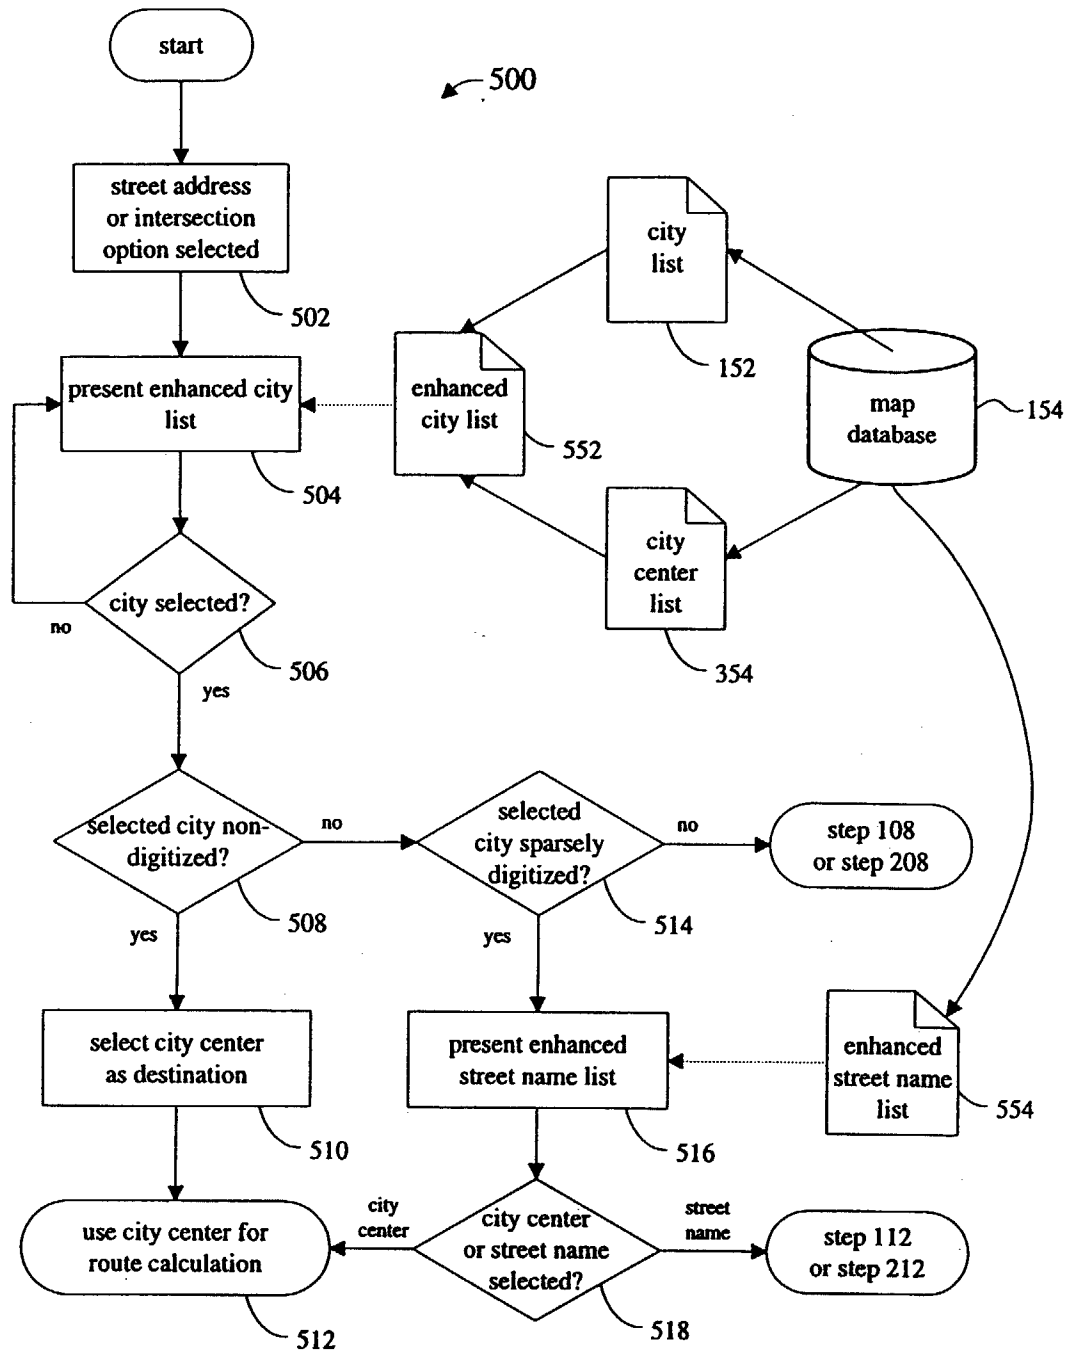 start
500
street address
or intersection
option selected
502
city
list
152
present enhanced city
list
504
enhanced
city list
552
map
database
154
city
center
list
354
city selected?
506
no
yes
selected city non-
digitized?
508
no
yes
selected
city sparsely
digitized?
514
no
yes
step 108
or step 208
select city center
as destination
510
present enhanced
street name list
516
enhanced
street name
list
554
use city center for
route calculation
512
city
center
city center
or street name
selected?
518
street
name
step 112
or step 212